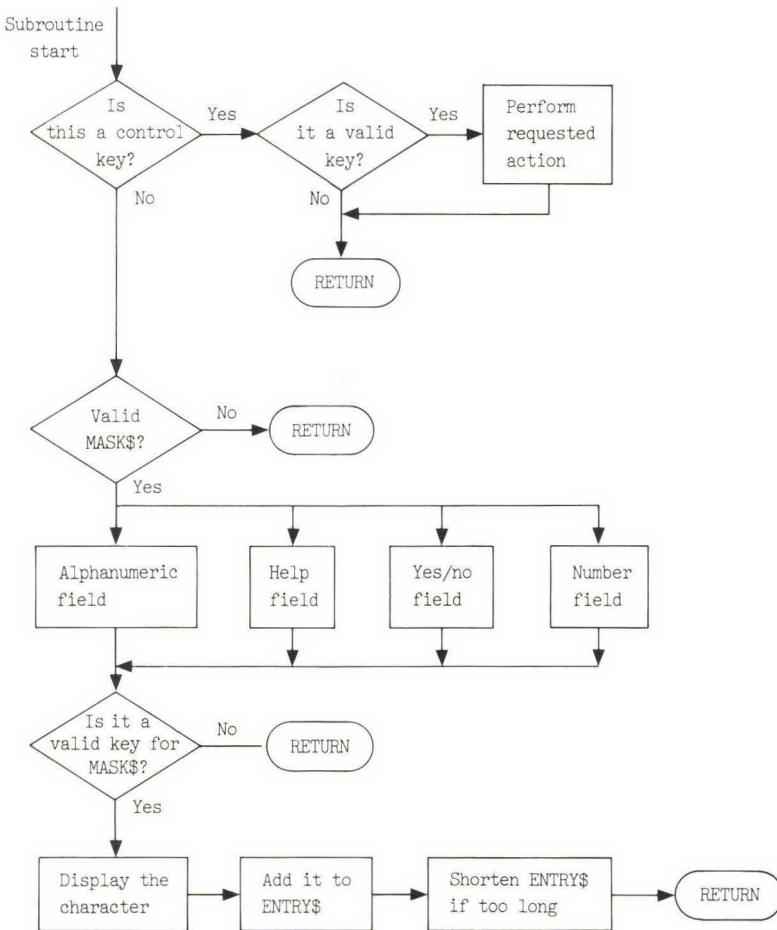 Subroutine
start
Is
this a control
key?
Yes
Is
it a valid
key?
Yes
Perform
requested
action
No
No
RETURN
Valid
MASK$?
No
RETURN
Yes
Alphanumeric
field
Help
field
Yes/no
field
Number
field
Is it a
valid key for
MASK$?
No
RETURN
Yes
Display the
character
Add it to
ENTRY$
Shorten ENTRY$
if too long
RETURN